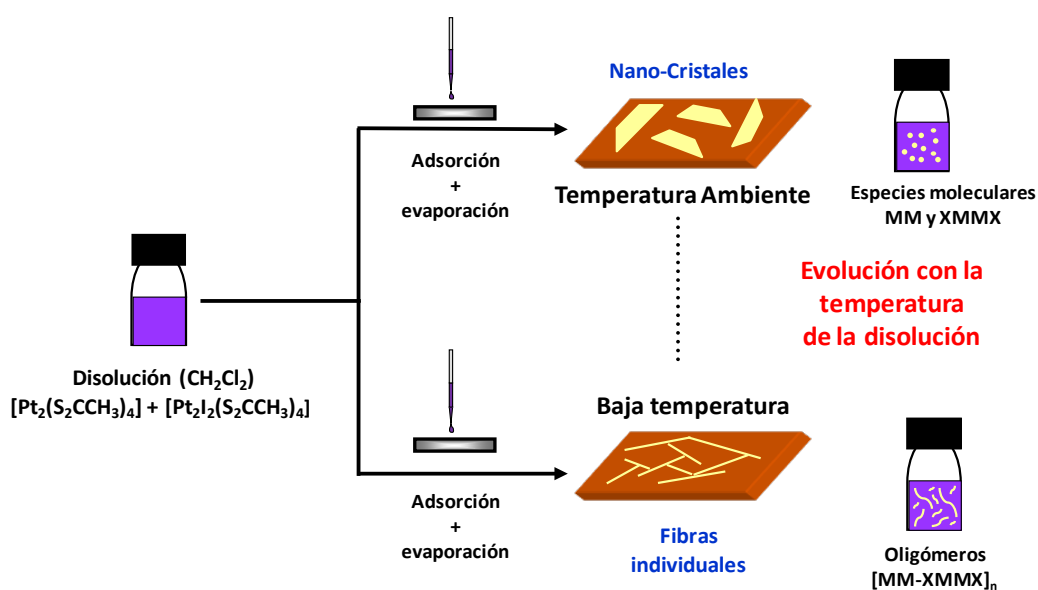 Nano-Cristales
Adsorción
+
evaporación
Temperatura Ambiente
Especies moleculares
MM y XMMX
Evolución con la
temperatura
de la disolución
Disolución (CH₂Cl₂)
[Pt₂(S₂CCH₃)₄] + [Pt₂I₂(S₂CCH₃)₄]
Baja temperatura
Adsorción
+
evaporación
Fibras
individuales
Oligómeros
[MM-XMMX]ₙ